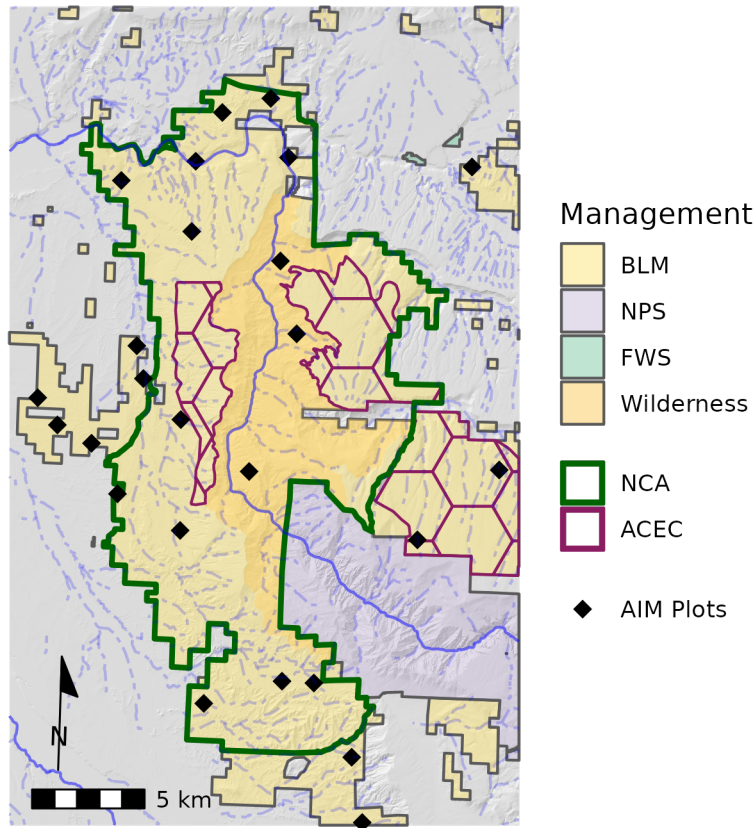 Management
BLM
NPS
FWS
Wilderness
NCA
ACEC
AIM Plots
N
5 km